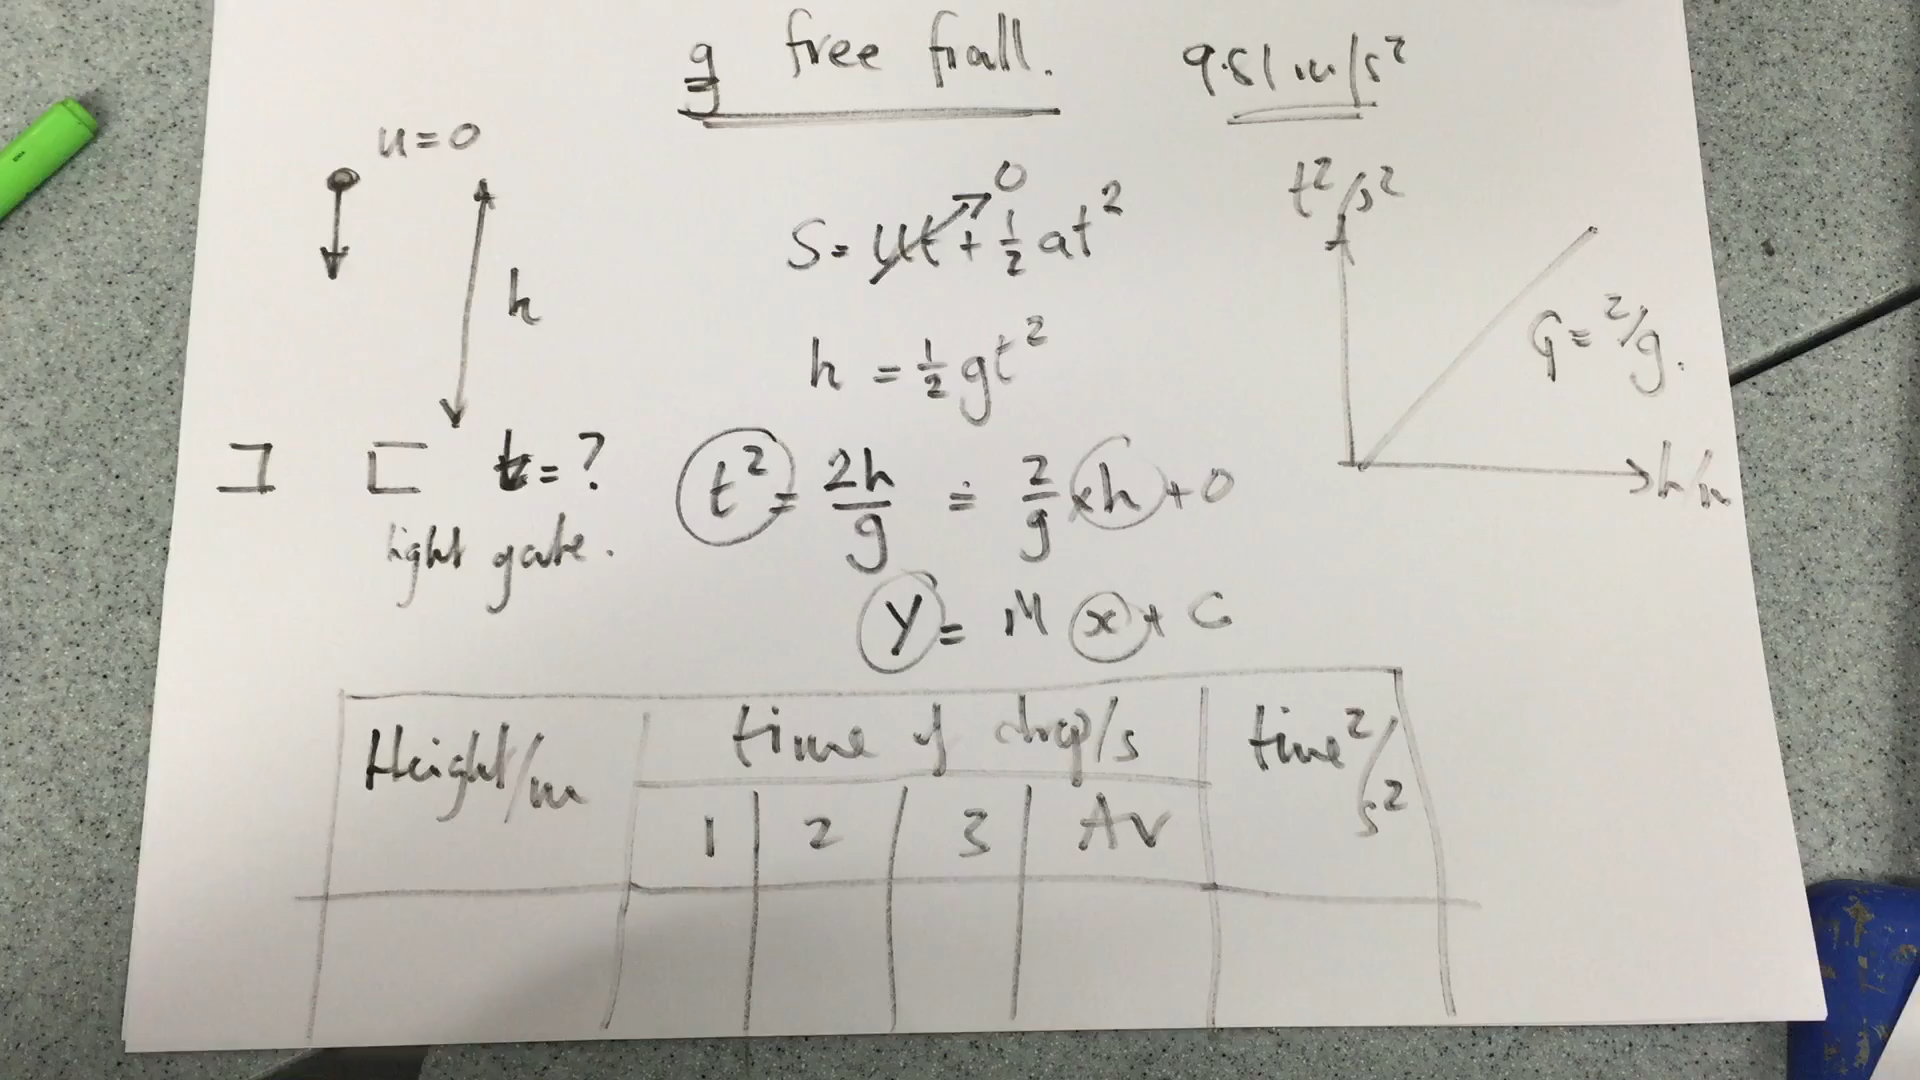 g free frall. 9.81 m/s²
u=0
h
t=?
light gate.
S = ut + ½at²
0
h = ½gt²
t² = 2h/g = 2/g × h + 0
y = M x + C
t²/s²
G = 2/g.
h/m
Height/m time of drop/s time²/s²
1 2 3 Av